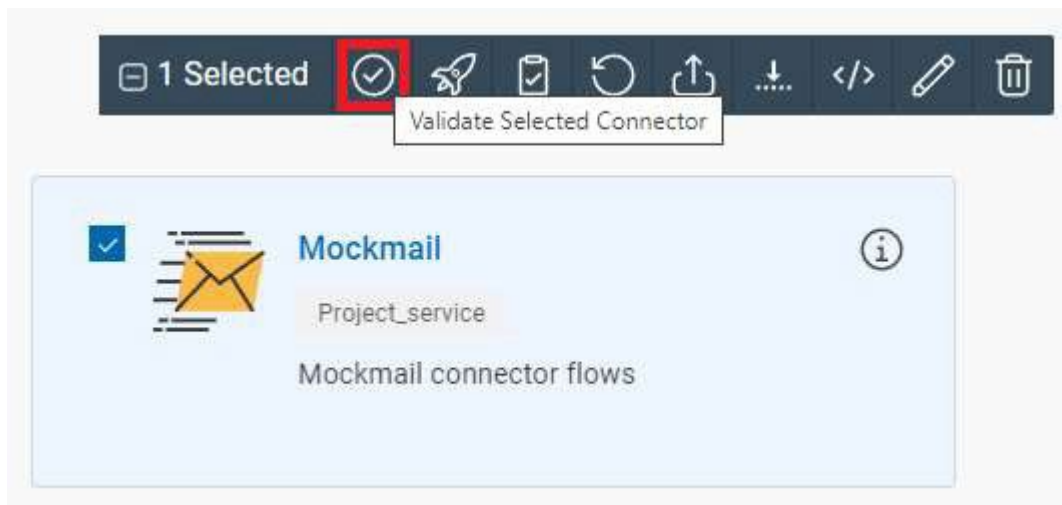 1 Selected
Validate Selected Connector
Mockmail
Project_service
Mockmail connector flows